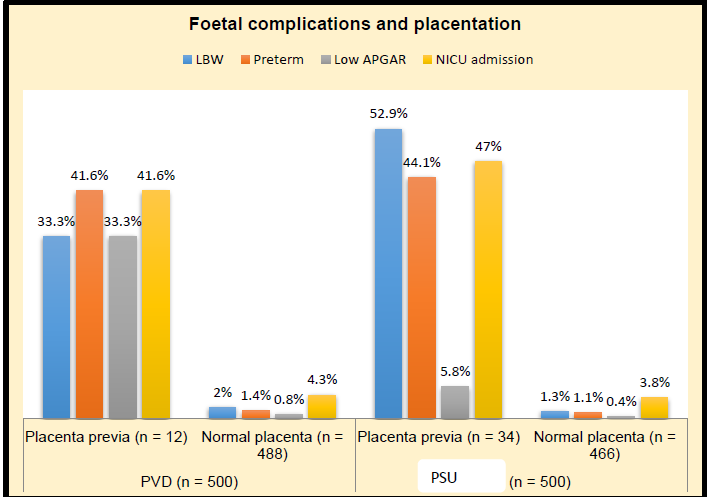 Foetal complications and placentation
LBW Preterm Low APGAR NICU admission
52.9%
47%
44.1%
41.6% 41.6%
33.3% 33.3%
5.8%
4.3%
3.8%
2% 1.4% 0.8%
1.3% 1.1% 0.4%
Placenta previa (n = 12) Normal placenta (n = Placenta previa (n = 34) Normal placenta (n =
488) 466)
PVD (n = 500) PSU (n = 500)